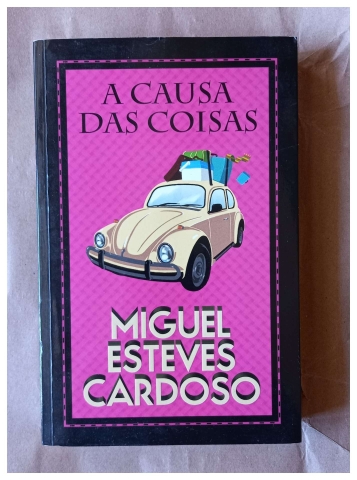 A CAUSA
DAS COISAS
MIGUEL
ESTEVES
CARDOSO